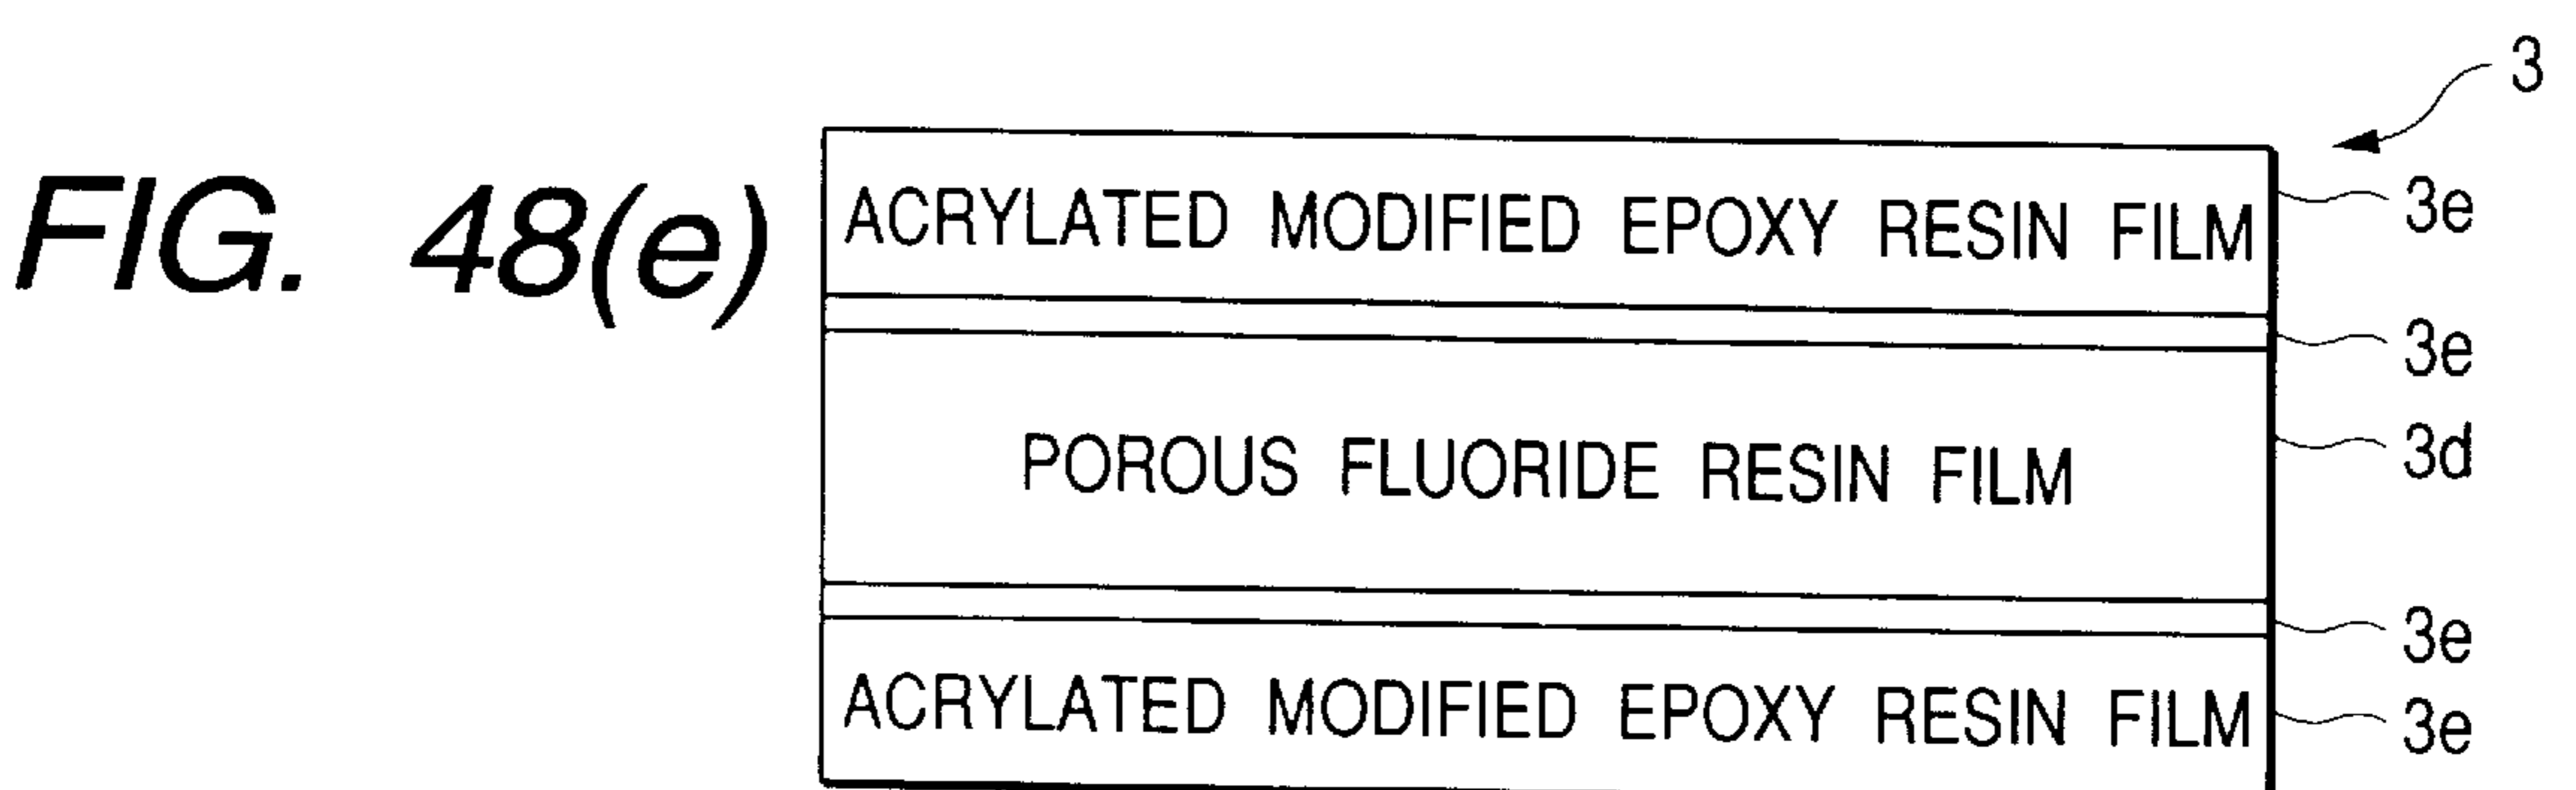 3
FIG. 48(e)
ACRYLATED MODIFIED EPOXY RESIN FILM
3e
3e
POROUS FLUORIDE RESIN FILM
3d
3e
ACRYLATED MODIFIED EPOXY RESIN FILM
3e